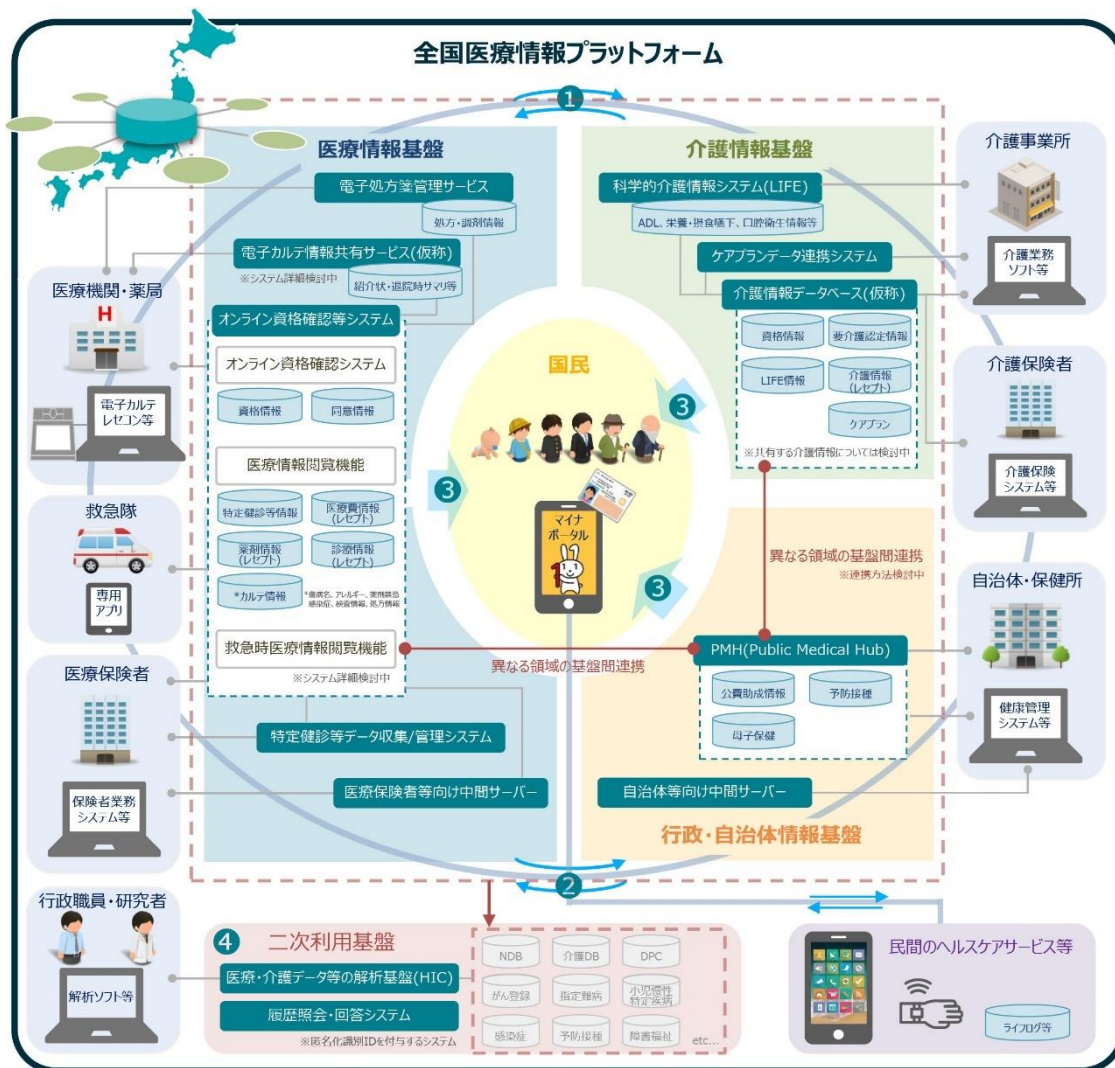 全国医療情報プラットフォーム
❶
医療情報基盤
電子処方箋管理サービス
処方・調剤情報
電子カルテ情報共有サービス(仮称)
※システム詳細検討中
紹介状・退院時サマリ等
オンライン資格確認等システム
オンライン資格確認システム
資格情報
同意情報
医療情報閲覧機能
特定健診等情報
医療費情報
(レセプト)
薬剤情報
(レセプト)
診療情報
(レセプト)
*カルテ情報
*傷病名、アレルギー、薬剤禁忌
感染症、検査情報、処方情報
救急時医療情報閲覧機能
※システム詳細検討中
特定健診等データ収集/管理システム
医療保険者等向け中間サーバー
介護情報基盤
科学的介護情報システム(LIFE)
ADL、栄養・摂食嚥下、口腔衛生情報等
ケアプランデータ連携システム
介護情報データベース(仮称)
資格情報
要介護認定情報
LIFE情報
介護情報
(レセプト)
ケアプラン
※共有する介護情報については検討中
国民
❸
❸
❸
マイナ
ポータル
異なる領域の基盤間連携
※連携方法検討中
異なる領域の基盤間連携
PMH(Public Medical Hub)
公費助成情報
予防接種
母子保健
自治体等向け中間サーバー
行政・自治体情報基盤
❷
医療機関・薬局
H
電子カルテ
レセコン等
救急隊
専用
アプリ
医療保険者
保険者業務
システム等
行政職員・研究者
解析ソフト等
介護事業所
介護業務
ソフト等
介護保険者
介護保険
システム等
自治体・保健所
健康管理
システム等
❹
二次利用基盤
医療・介護データ等の解析基盤(HIC)
履歴照会・回答システム
※匿名化識別IDを付与するシステム
NDB
介護DB
DPC
がん登録
指定難病
小児慢性
特定疾病
感染症
予防接種
障害福祉
etc...
民間のヘルスケアサービス等
ライフログ等